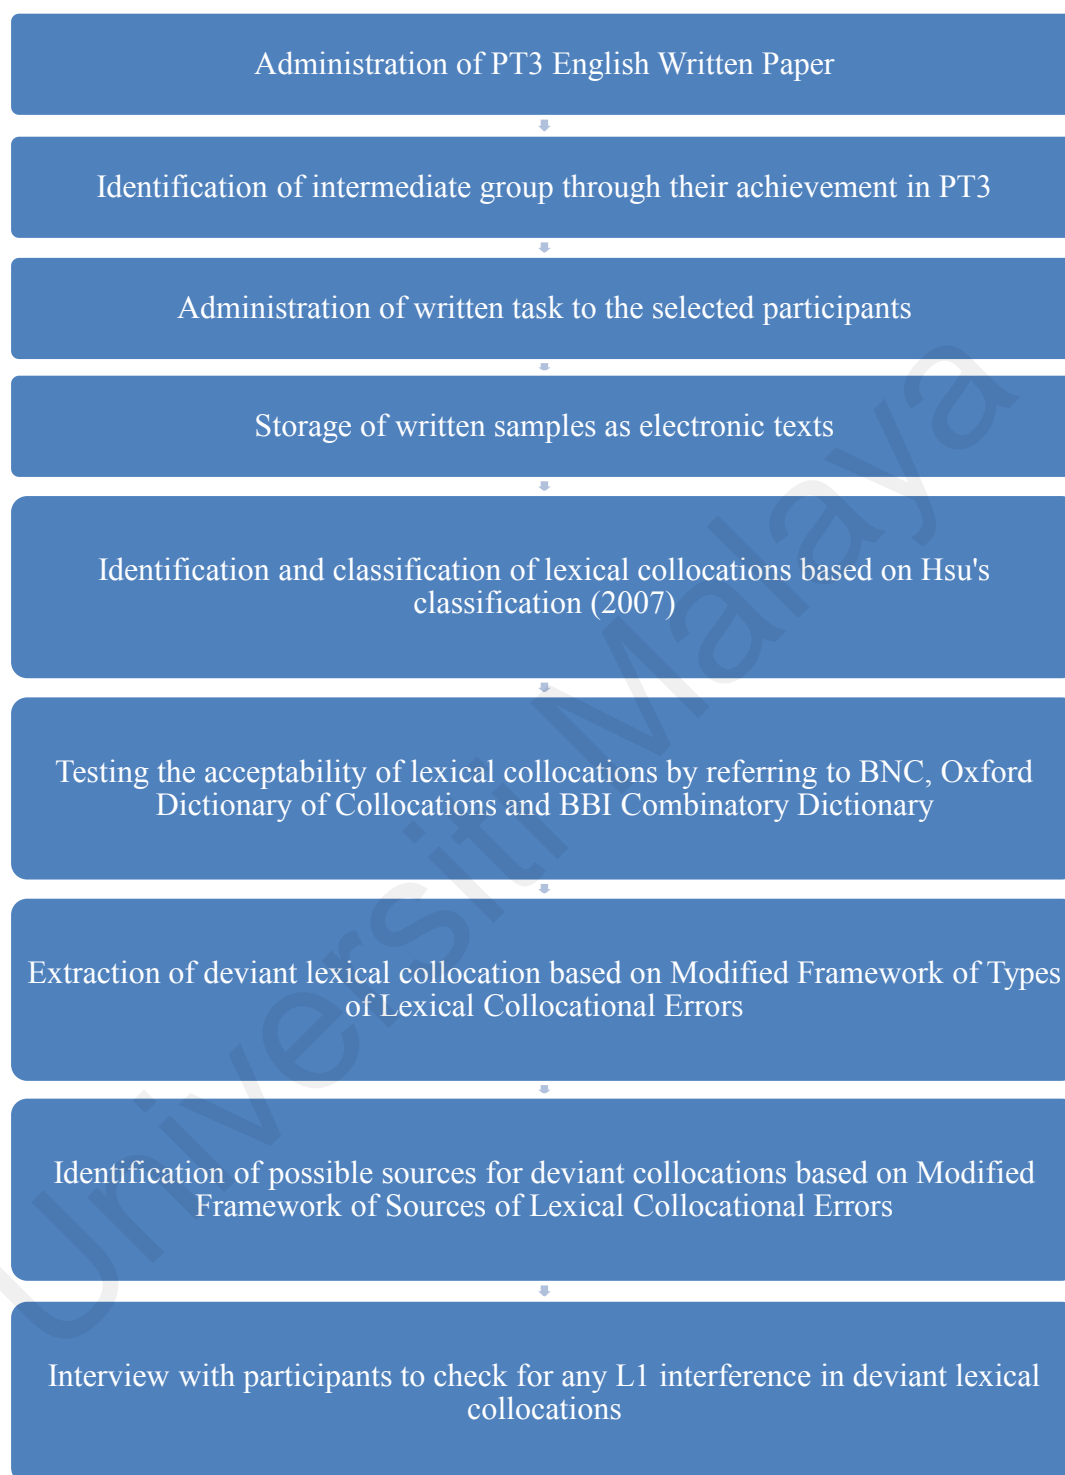 Administration of PT3 English Written Paper
Identification of intermediate group through their achievement in PT3
Administration of written task to the selected participants
Storage of written samples as electronic texts
Identification and classification of lexical collocations based on Hsu's
classification (2007)
Testing the acceptability of lexical collocations by referring to BNC, Oxford
Dictionary of Collocations and BBI Combinatory Dictionary
Extraction of deviant lexical collocation based on Modified Framework of Types
of Lexical Collocational Errors
Identification of possible sources for deviant collocations based on Modified
Framework of Sources of Lexical Collocational Errors
Interview with participants to check for any L1 interference in deviant lexical
collocations
Universiti Malaya